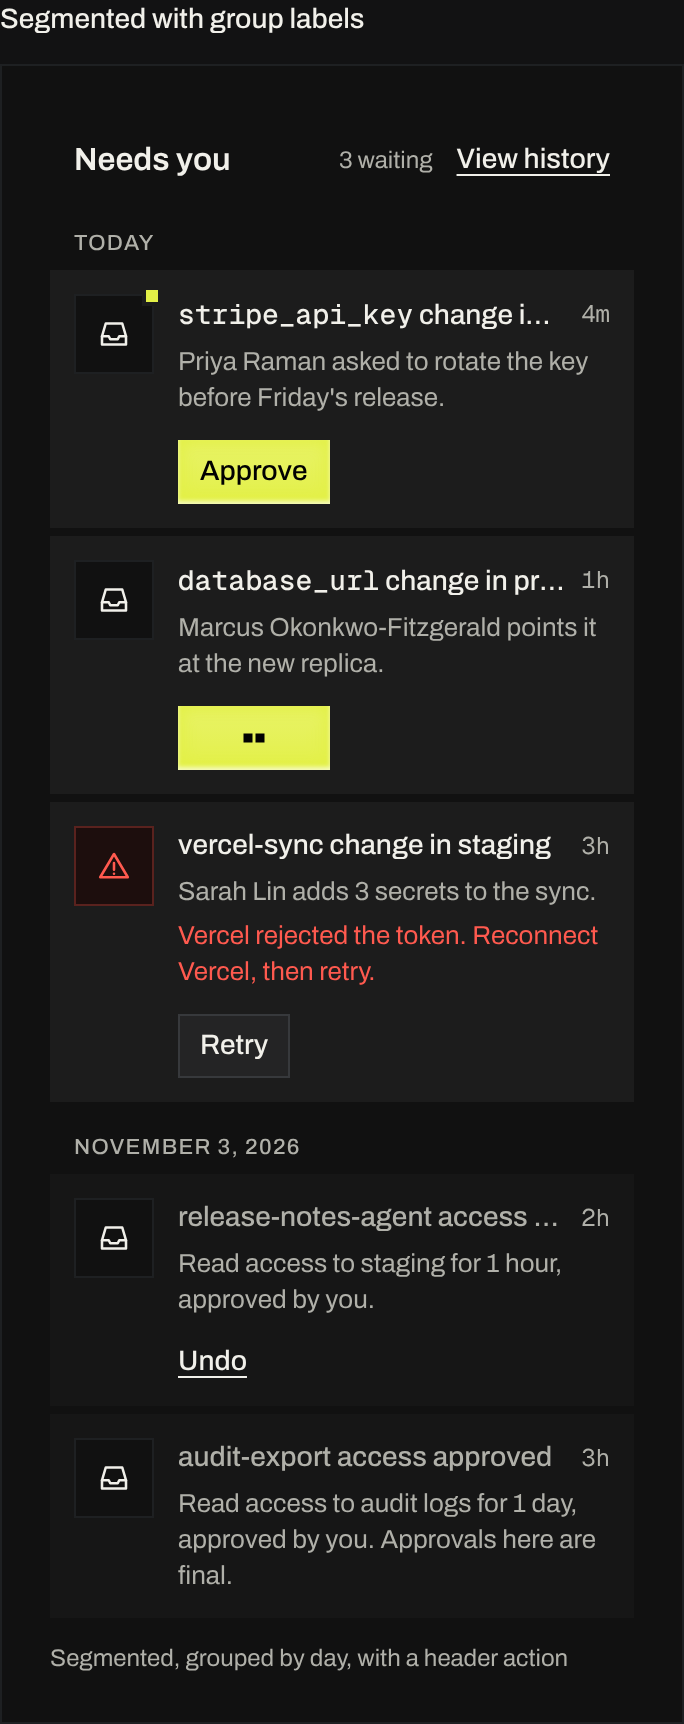 Segmented with group labels
Needs you
3 waiting
View history
TODAY
stripe_api_key change i…
4m
Priya Raman asked to rotate the key
before Friday's release.
Approve
database_url change in pr…
1h
Marcus Okonkwo-Fitzgerald points it
at the new replica.
vercel-sync change in staging
3h
Sarah Lin adds 3 secrets to the sync.
Vercel rejected the token. Reconnect
Vercel, then retry.
Retry
NOVEMBER 3, 2026
release-notes-agent access …
2h
Read access to staging for 1 hour,
approved by you.
Undo
audit-export access approved
3h
Read access to audit logs for 1 day,
approved by you. Approvals here are
final.
Segmented, grouped by day, with a header action